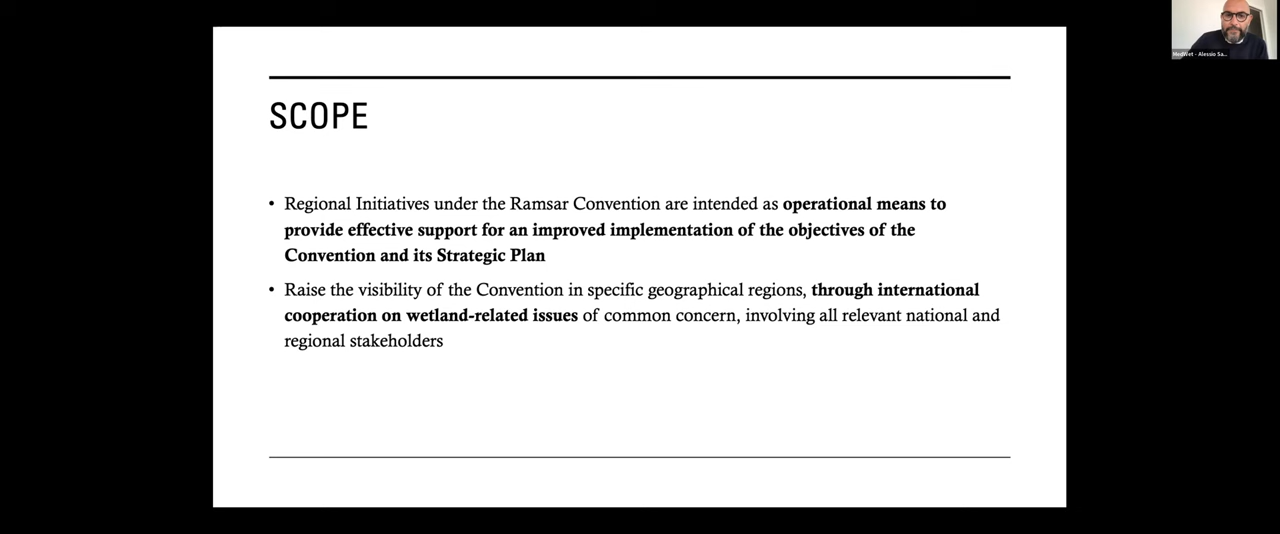 SCOPE
• Regional Initiatives under the Ramsar Convention are intended as operational means to
provide effective support for an improved implementation of the objectives of the
Convention and its Strategic Plan
• Raise the visibility of the Convention in specific geographical regions, through international
cooperation on wetland-related issues of common concern, involving all relevant national and
regional stakeholders
MedWet - Alessio Sa...